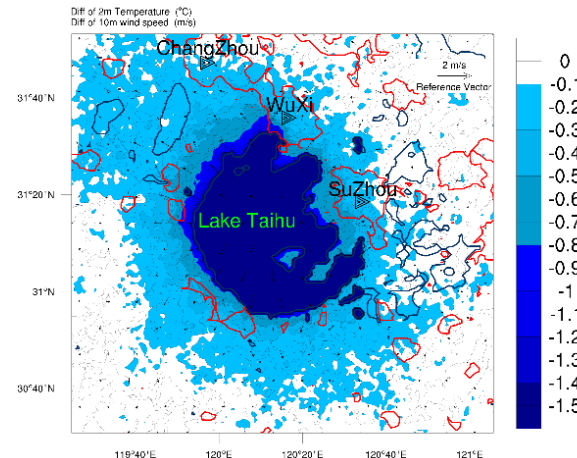 Diff of 2m Temperature (°C)
Diff of 10m wind speed (m/s)
ChangZhou
2 m/s
Reference Vector
WuXi
SuZhou
Lake Taihu
31°40'N
31°20'N
31°N
30°40'N
119°40'E
120°E
120°20'E
120°40'E
121°E
0
-0.1
-0.2
-0.3
-0.4
-0.5
-0.6
-0.7
-0.8
-0.9
-1
-1.1
-1.2
-1.3
-1.4
-1.5